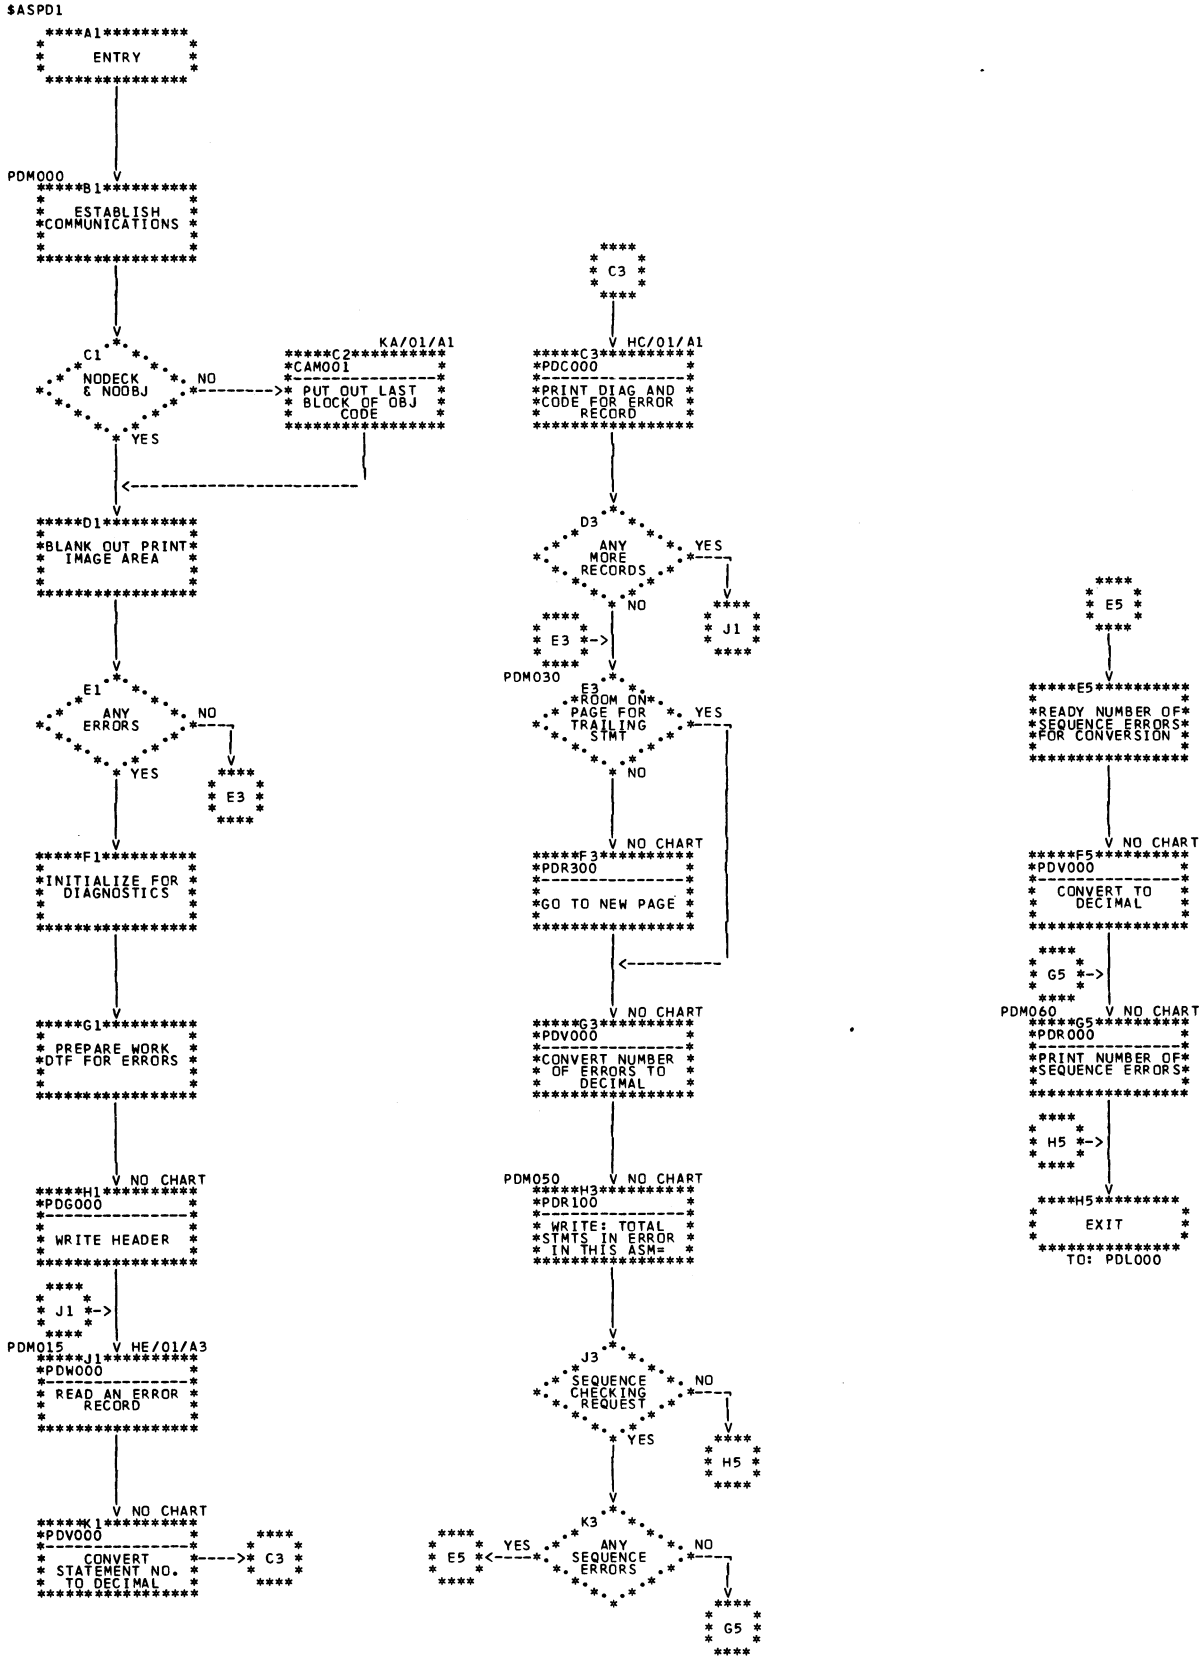 $ASPD1
A1
ENTRY
PDM000
B1
ESTABLISH
COMMUNICATIONS
C1
NODECK
& NOOBJ
NO
YES
KA/01/A1
C2
CAM001
PUT OUT LAST
BLOCK OF OBJ
CODE
D1
BLANK OUT PRINT
IMAGE AREA
E1
ANY
ERRORS
NO
YES
E3
F1
INITIALIZE FOR
DIAGNOSTICS
G1
PREPARE WORK
DTF FOR ERRORS
NO CHART
H1
PDG000
WRITE HEADER
J1
PDM015
HE/01/A3
J1
PDW000
READ AN ERROR
RECORD
NO CHART
K1
PDV000
CONVERT
STATEMENT NO.
TO DECIMAL
C3
C3
HC/01/A1
C3
PDC000
PRINT DIAG AND
CODE FOR ERROR
RECORD
D3
ANY
MORE
RECORDS
YES
NO
J1
E3
PDM030
E3
ROOM ON
PAGE FOR
TRAILING
STMT
YES
NO
NO CHART
F3
PDR300
GO TO NEW PAGE
NO CHART
G3
PDV000
CONVERT NUMBER
OF ERRORS TO
DECIMAL
PDM050
NO CHART
H3
PDR100
WRITE: TOTAL
STMTS IN ERROR
IN THIS ASM=
J3
SEQUENCE
CHECKING
REQUEST
NO
YES
H5
K3
ANY
SEQUENCE
ERRORS
YES
NO
E5
G5
E5
E5
READY NUMBER OF
SEQUENCE ERRORS
FOR CONVERSION
NO CHART
F5
PDV000
CONVERT TO
DECIMAL
G5
PDM060
NO CHART
G5
PDR000
PRINT NUMBER OF
SEQUENCE ERRORS
H5
H5
EXIT
TO: PDL000